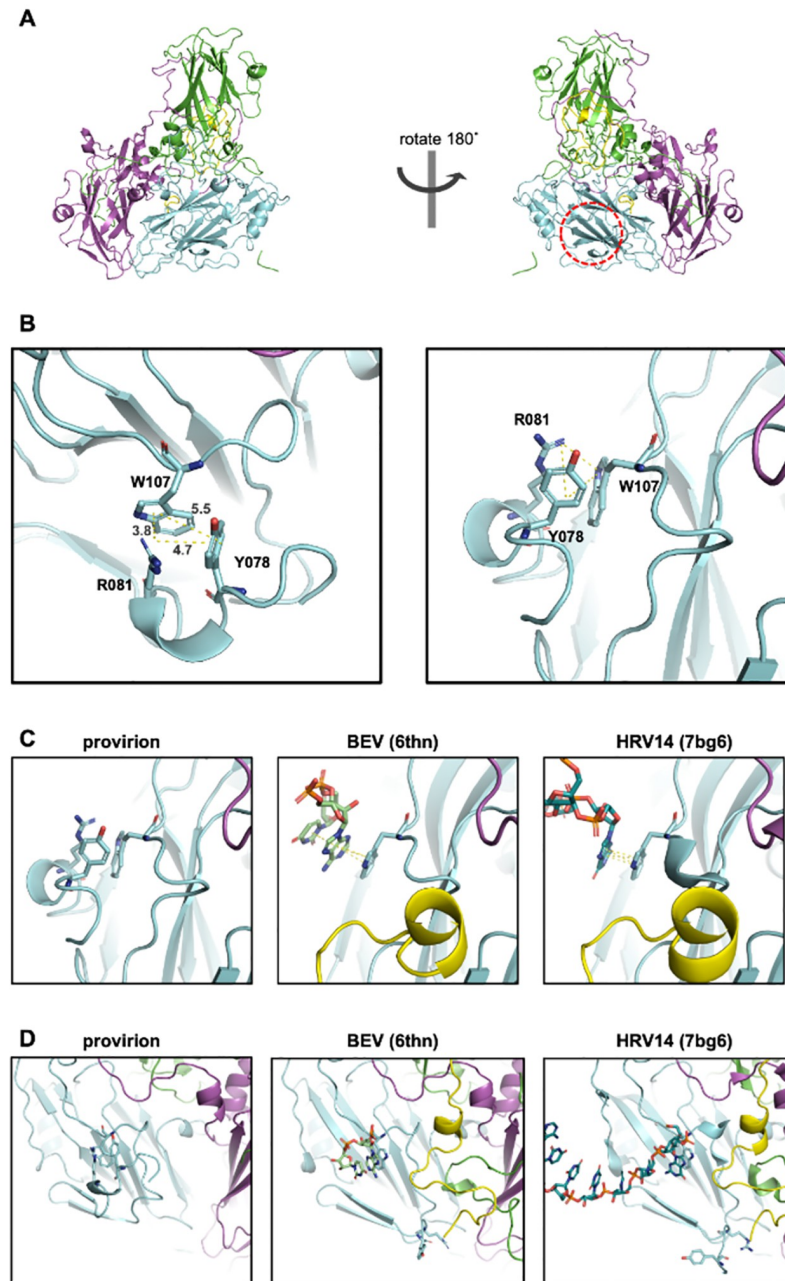 A
rotate 180°
B
W107
5.5
3.8
4.7
Y078
R081
R081
W107
Y078
C
provirion
BEV (6thn)
HRV14 (7bg6)
D
provirion
BEV (6thn)
HRV14 (7bg6)